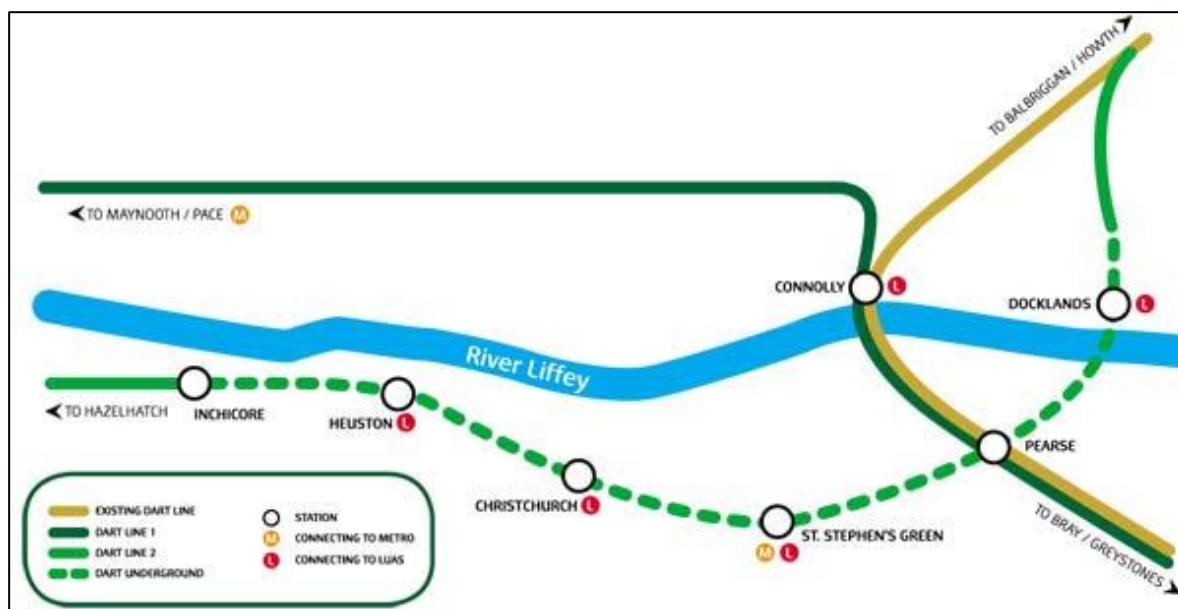 TO BALBRIGGAN / HOWTH
TO MAYNOOTH / PACE M
CONNOLLY L
DOCKLANDS L
River Liffey
TO HAZELHATCH
INCHICORE
HEUSTON L
PEARSE
CHRISTCHURCH L
ST. STEPHEN'S GREEN
M L
TO BRAY / GREYSTONES
EXISTING DART LINE
DART LINE 1
DART LINE 2
DART UNDERGROUND
STATION
M CONNECTING TO METRO
L CONNECTING TO LUAS